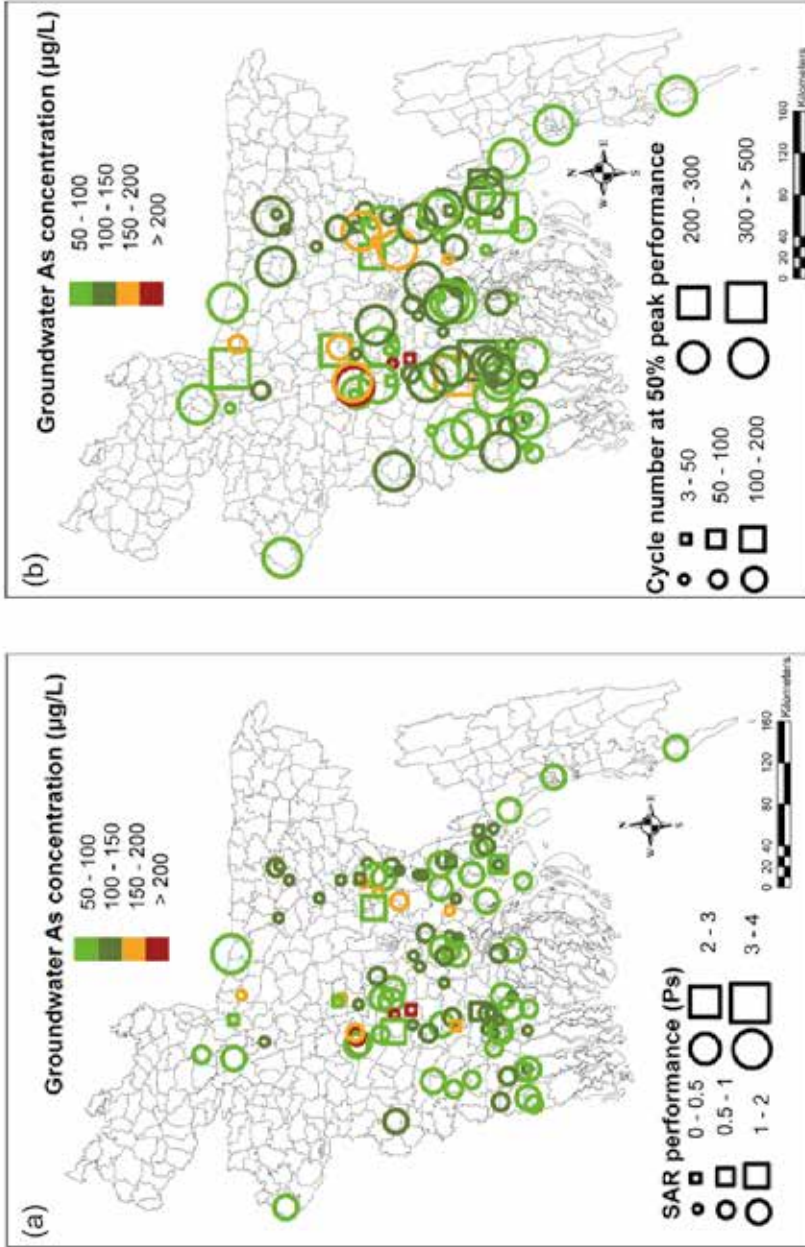 (a)
Groundwater As concentration (µg/L)
50 - 100
100 - 150
150 - 200
> 200
N
W E
S
0 20 40 80 120 160
Kilometers
SAR performance (Ps)
0 - 0.5
0.5 - 1
1 - 2
2 - 3
3 - 4
(b)
Groundwater As concentration (µg/L)
50 - 100
100 - 150
150 - 200
> 200
N
W E
S
0 20 40 80 120 160
Kilometers
Cycle number at 50% peak performance
3 - 50
50 - 100
100 - 200
200 - 300
300 - > 500